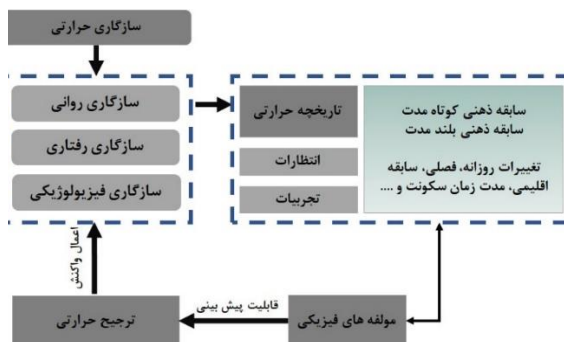 سازگاری حرارتی
سازگاری روانی
سازگاری رفتاری
سازگاری فیزیولوژیکی
تاریخچه حرارتی
انتظارات
تجربیات
سابقه ذهنی کوتاه مدت
سابقه ذهنی بلند مدت
تغییرات روزانه، فصلی، سابقه
اقلیمی، مدت زمان سکونت و ....
اعمال واکنش
ترجیح حرارتی
قابلیت پیش بینی
مولفه های فیزیکی